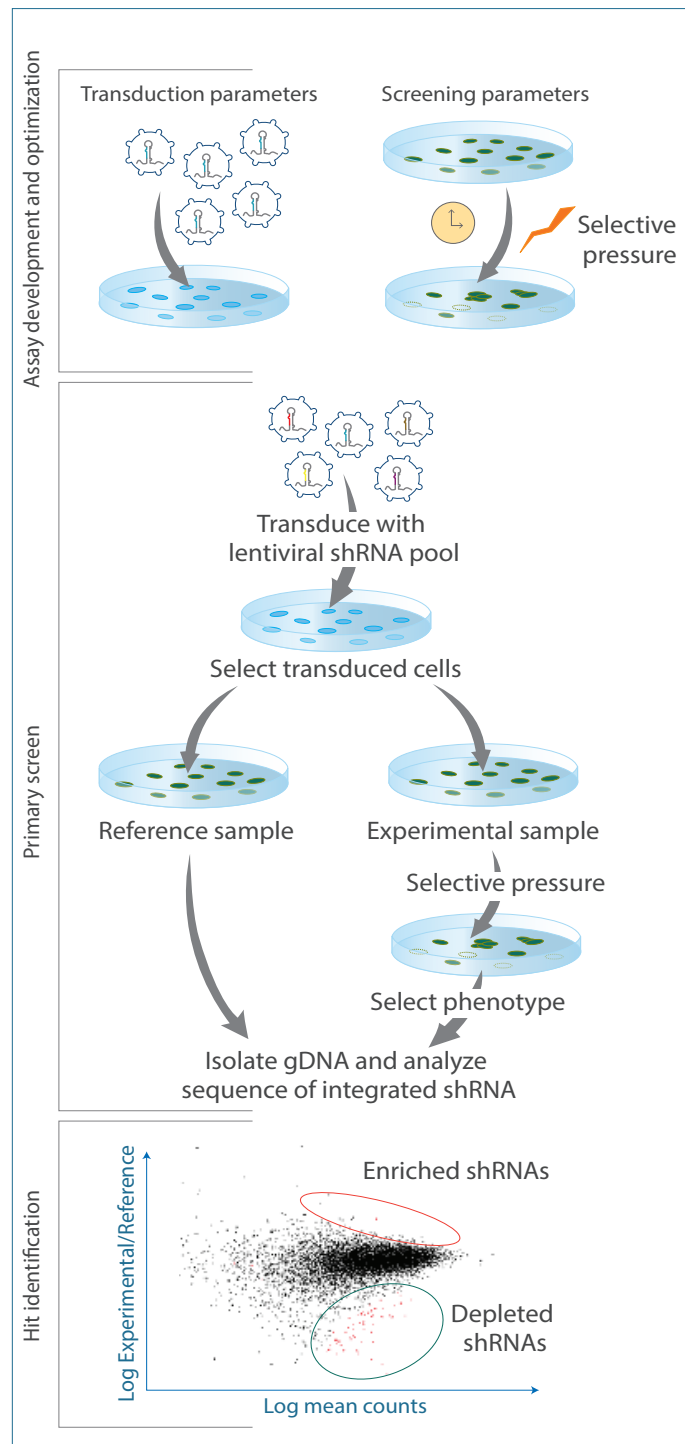 Assay development and optimization
Transduction parameters
Screening parameters
Selective
pressure
Primary screen
Transduce with
lentiviral shRNA pool
Select transduced cells
Reference sample
Experimental sample
Selective pressure
Select phenotype
Isolate gDNA and analyze
sequence of integrated shRNA
Hit identification
Log Experimental/Reference
Enriched shRNAs
Depleted
shRNAs
Log mean counts